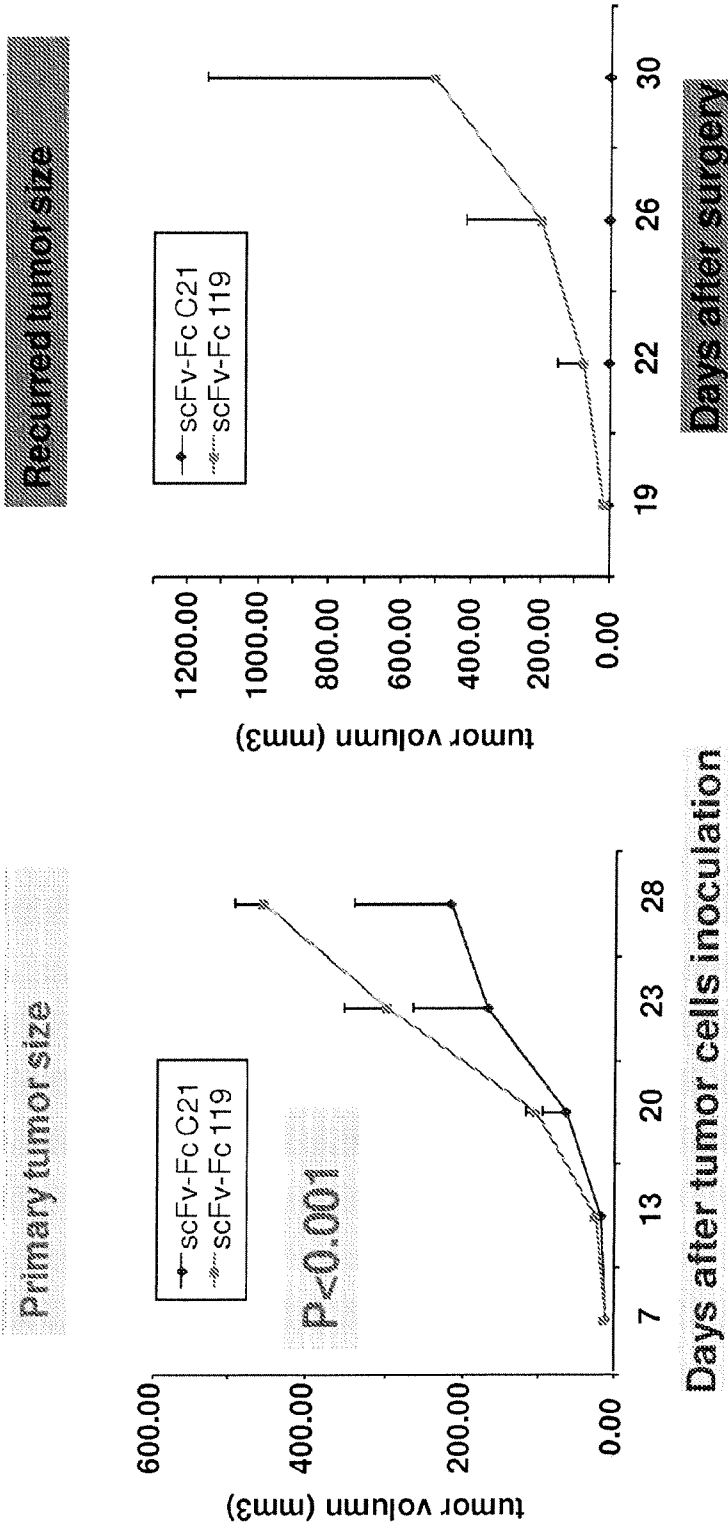 Primary tumor size
600.00
400.00
200.00
0.00
tumor volumn (mm3)
scFv-Fc C21
scFv-Fc 119
P<0.001
7 13 20 23 28
Days after tumor cells inoculation
Recurred tumor size
1200.00
1000.00
800.00
600.00
400.00
200.00
0.00
tumor volumn (mm3)
scFv-Fc C21
scFv-Fc 119
19 22 26 30
Days after surgery